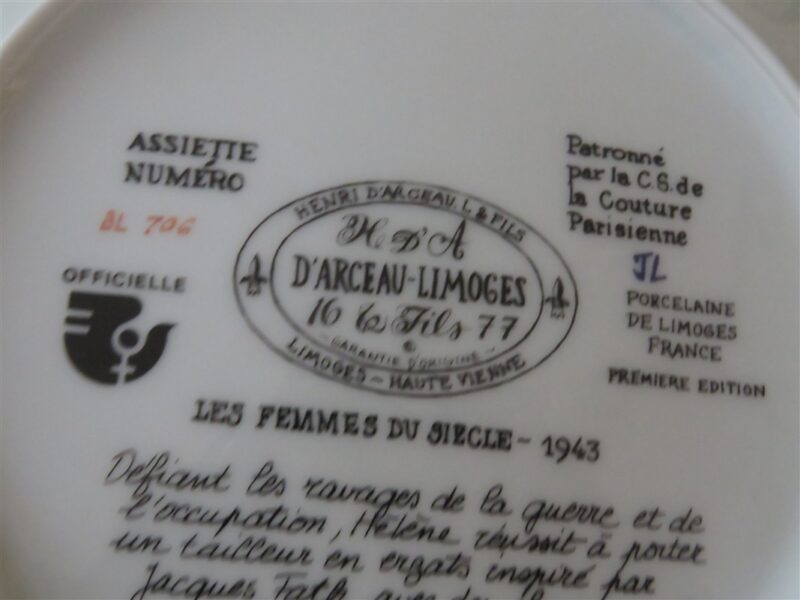 ASSIETTE
NUMÉRO
BL 706
OFFICIELLE
HENRI D'ARCEAU.L & FILS
H D'A
D'ARCEAU-LIMOGES
16 & Fils 77
GARANTIE D'ORIGINE
LIMOGES - HAUTE VIENNE
Patronné
par la C.S. de
la Couture
Parisienne
JL
PORCELAINE
DE LIMOGES
FRANCE
PREMIERE EDITION
LES FEMMES DU SIECLE - 1943
Défiant les ravages de la guerre et de
l'occupation, Hélène réussit à porter
un tailleur en ersatz inspiré par
Jacques Fath, avec